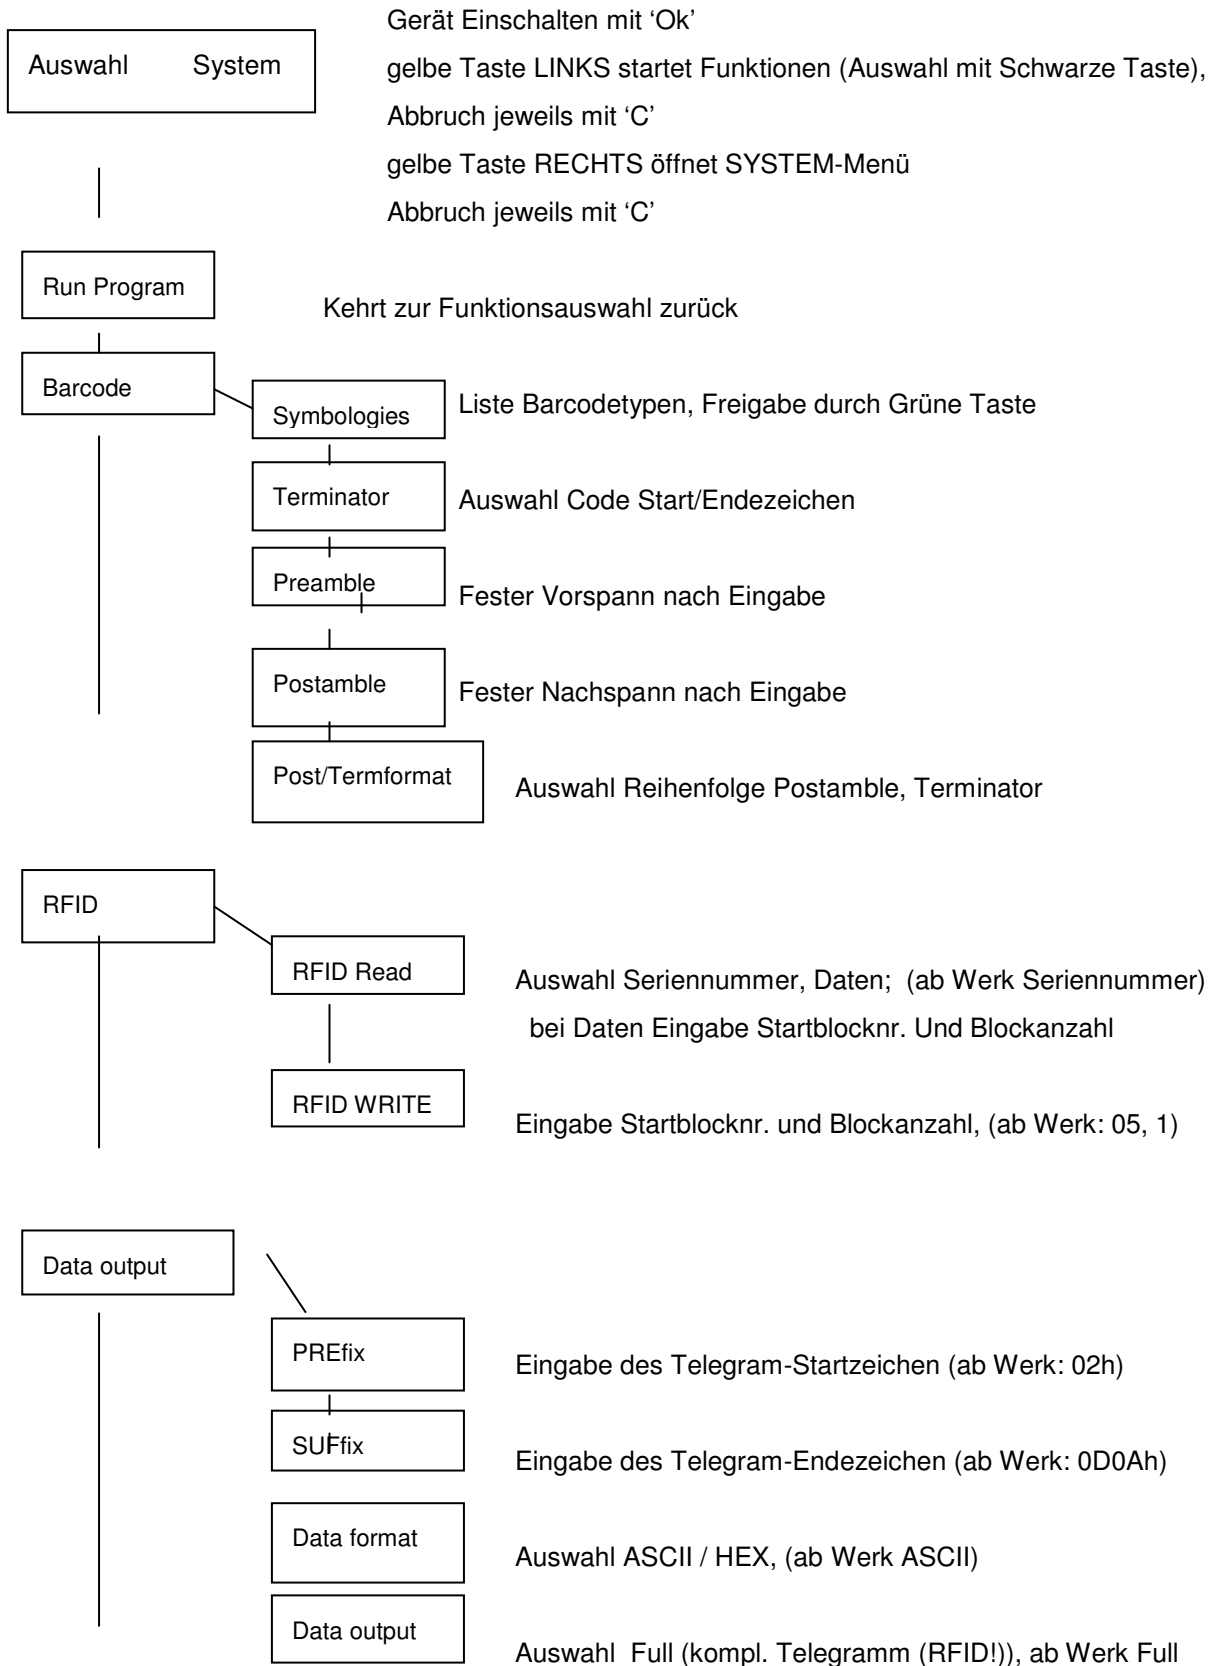 Gerät Einschalten mit ‘Ok’
Auswahl System
gelbe Taste LINKS startet Funktionen (Auswahl mit Schwarze Taste),
Abbruch jeweils mit ‘C’
gelbe Taste RECHTS öffnet SYSTEM-Menü
Abbruch jeweils mit ‘C’
Run Program
Kehrt zur Funktionsauswahl zurück
Barcode
Symbologies
Liste Barcodetypen, Freigabe durch Grüne Taste
Terminator
Auswahl Code Start/Endezeichen
Preamble
Fester Vorspann nach Eingabe
Postamble
Fester Nachspann nach Eingabe
Post/Termformat
Auswahl Reihenfolge Postamble, Terminator
RFID
RFID Read
Auswahl Seriennummer, Daten; (ab Werk Seriennummer)
bei Daten Eingabe Startblocknr. Und Blockanzahl
RFID WRITE
Eingabe Startblocknr. und Blockanzahl, (ab Werk: 05, 1)
Data output
PREfix
Eingabe des Telegram-Startzeichen (ab Werk: 02h)
SUFfix
Eingabe des Telegram-Endezeichen (ab Werk: 0D0Ah)
Data format
Auswahl ASCII / HEX, (ab Werk ASCII)
Data output
Auswahl Full (kompl. Telegramm (RFID!)), ab Werk Full